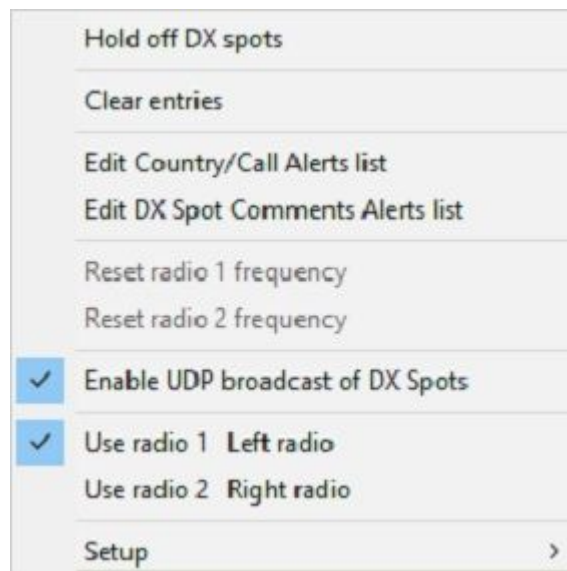 Hold off DX spots
Clear entries
Edit Country/Call Alerts list
Edit DX Spot Comments Alerts list
Reset radio 1 frequency
Reset radio 2 frequency
Enable UDP broadcast of DX Spots
Use radio 1 Left radio
Use radio 2 Right radio
Setup